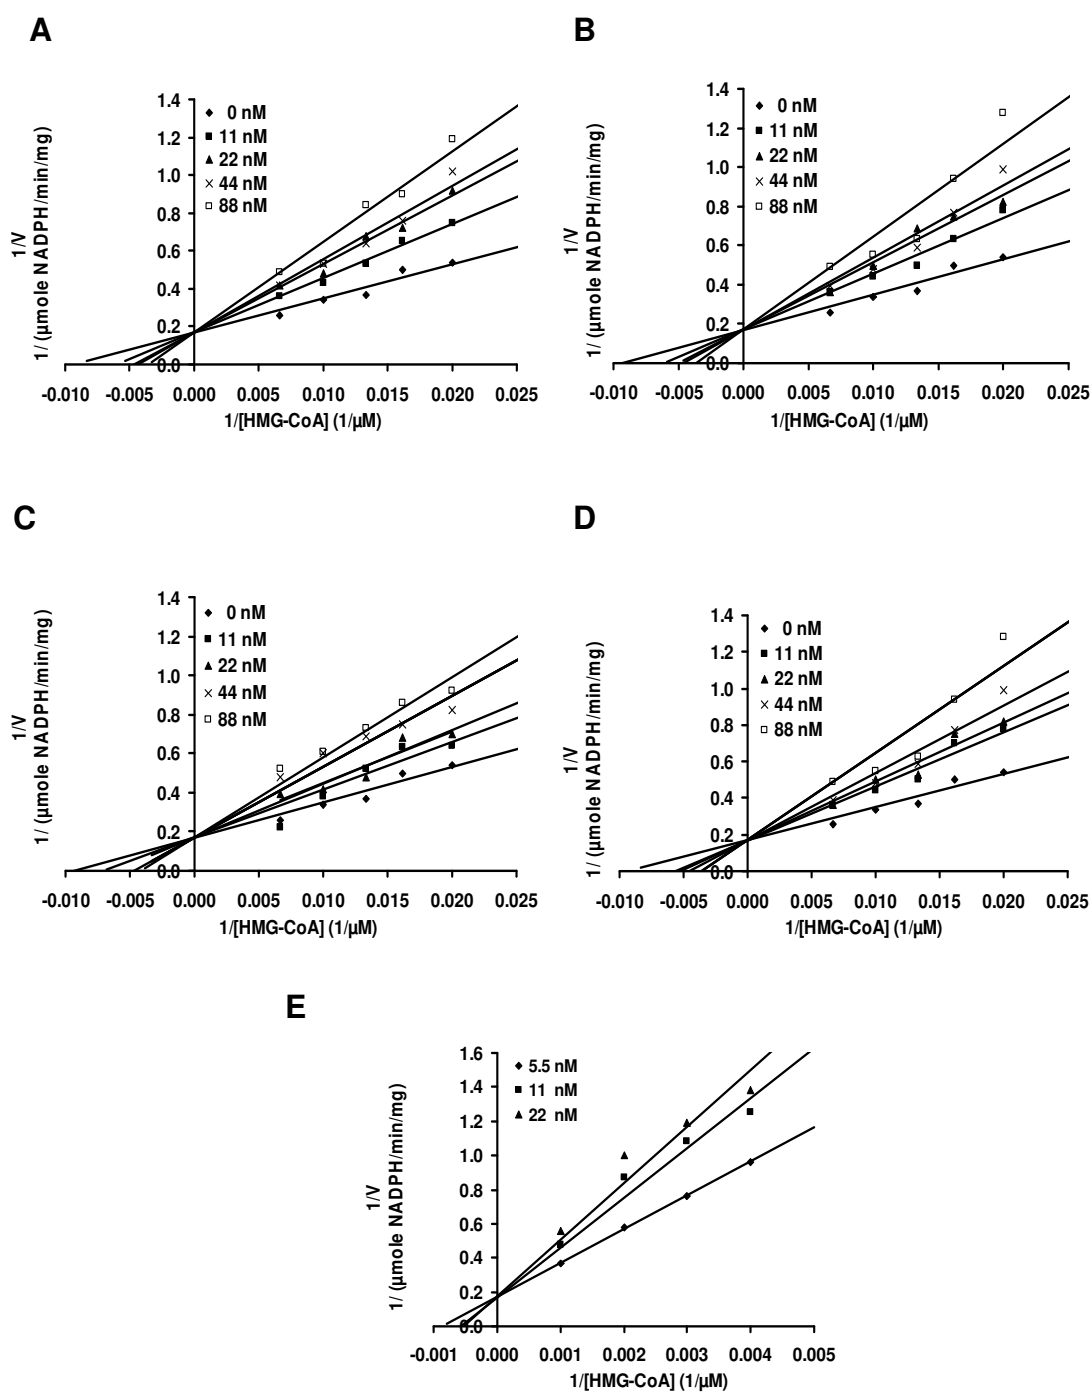 A
1/V
1/ (µmole NADPH/min/mg)
1.4
1.2
1.0
0.8
0.6
0.4
0.2
0.0
0 nM
11 nM
22 nM
44 nM
88 nM
-0.010 -0.005 0.000 0.005 0.010 0.015 0.020 0.025
1/[HMG-CoA] (1/µM)
B
1/V
1/ (µmole NADPH/min/mg)
1.4
1.2
1.0
0.8
0.6
0.4
0.2
0.0
0 nM
11 nM
22 nM
44 nM
88 nM
-0.010 -0.005 0.000 0.005 0.010 0.015 0.020 0.025
1/[HMG-CoA] (1/µM)
C
1/V
1/ (µmole NADPH/min/mg)
1.4
1.2
1.0
0.8
0.6
0.4
0.2
0.0
0 nM
11 nM
22 nM
44 nM
88 nM
-0.010 -0.005 0.000 0.005 0.010 0.015 0.020 0.025
1/[HMG-CoA] (1/µM)
D
1/V
1/ (µmole NADPH/min/mg)
1.4
1.2
1.0
0.8
0.6
0.4
0.2
0.0
0 nM
11 nM
22 nM
44 nM
88 nM
-0.010 -0.005 0.000 0.005 0.010 0.015 0.020 0.025
1/[HMG-CoA] (1/µM)
E
1/V
1/ (µmole NADPH/min/mg)
1.6
1.4
1.2
1.0
0.8
0.6
0.4
0.2
0.0
5.5 nM
11 nM
22 nM
-0.001 0.000 0.001 0.002 0.003 0.004 0.005
1/[HMG-CoA] (1/µM)